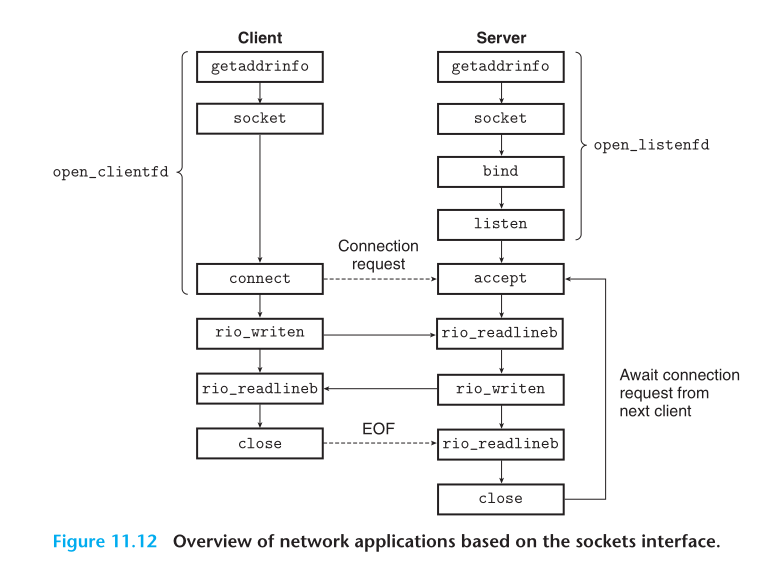 Client
Server
getaddrinfo
getaddrinfo
socket
socket
open_clientfd
open_listenfd
bind
listen
Connection
request
connect
accept
rio_writen
rio_readlineb
rio_readlineb
rio_writen
Await connection
request from
next client
close
EOF
rio_readlineb
close
Figure 11.12 Overview of network applications based on the sockets interface.